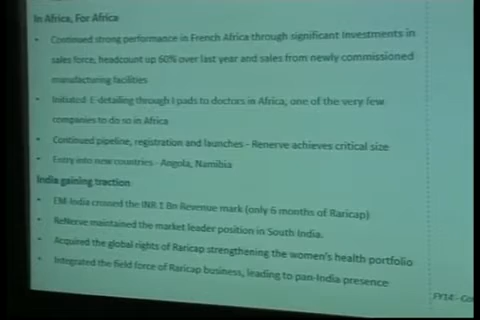 In Africa, For Africa
• Continued strong performance in French Africa through significant Investments in
sales force, headcount up 60% over last year and sales from newly commissioned
manufacturing facilities
• Initiated E-detailing through I pads to doctors in Africa, one of the very few
companies to do so in Africa
• Continued pipeline, registration and launches - Renerve achieves critical size
• Entry into new countries - Angola, Namibia
India gaining traction
• EM-India crossed the INR 1 Bn Revenue mark (only 6 months of Raricap)
• ReNerve maintained the market leader position in South India.
• Acquired the global rights of Raricap strengthening the women's health portfolio
• Integrated the field force of Raricap business, leading to pan-India presence